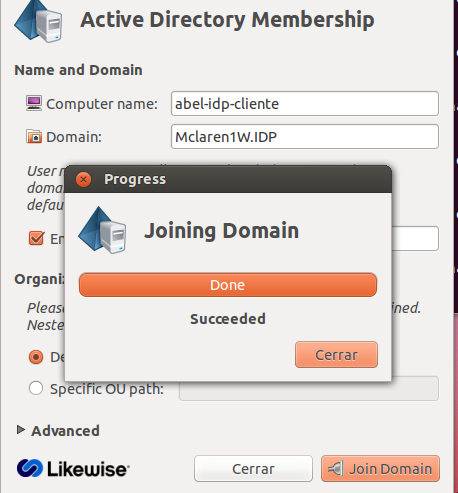 Active Directory Membership
Name and Domain
Computer name: abel-idp-cliente
Domain: Mclaren1W.IDP
User
doma
defau
Progress
Joining Domain
Done
Succeeded
Cerrar
En
Organiz
Pleas ined.
Neste
De
Specific OU path:
Advanced
Likewise
Cerrar
Join Domain